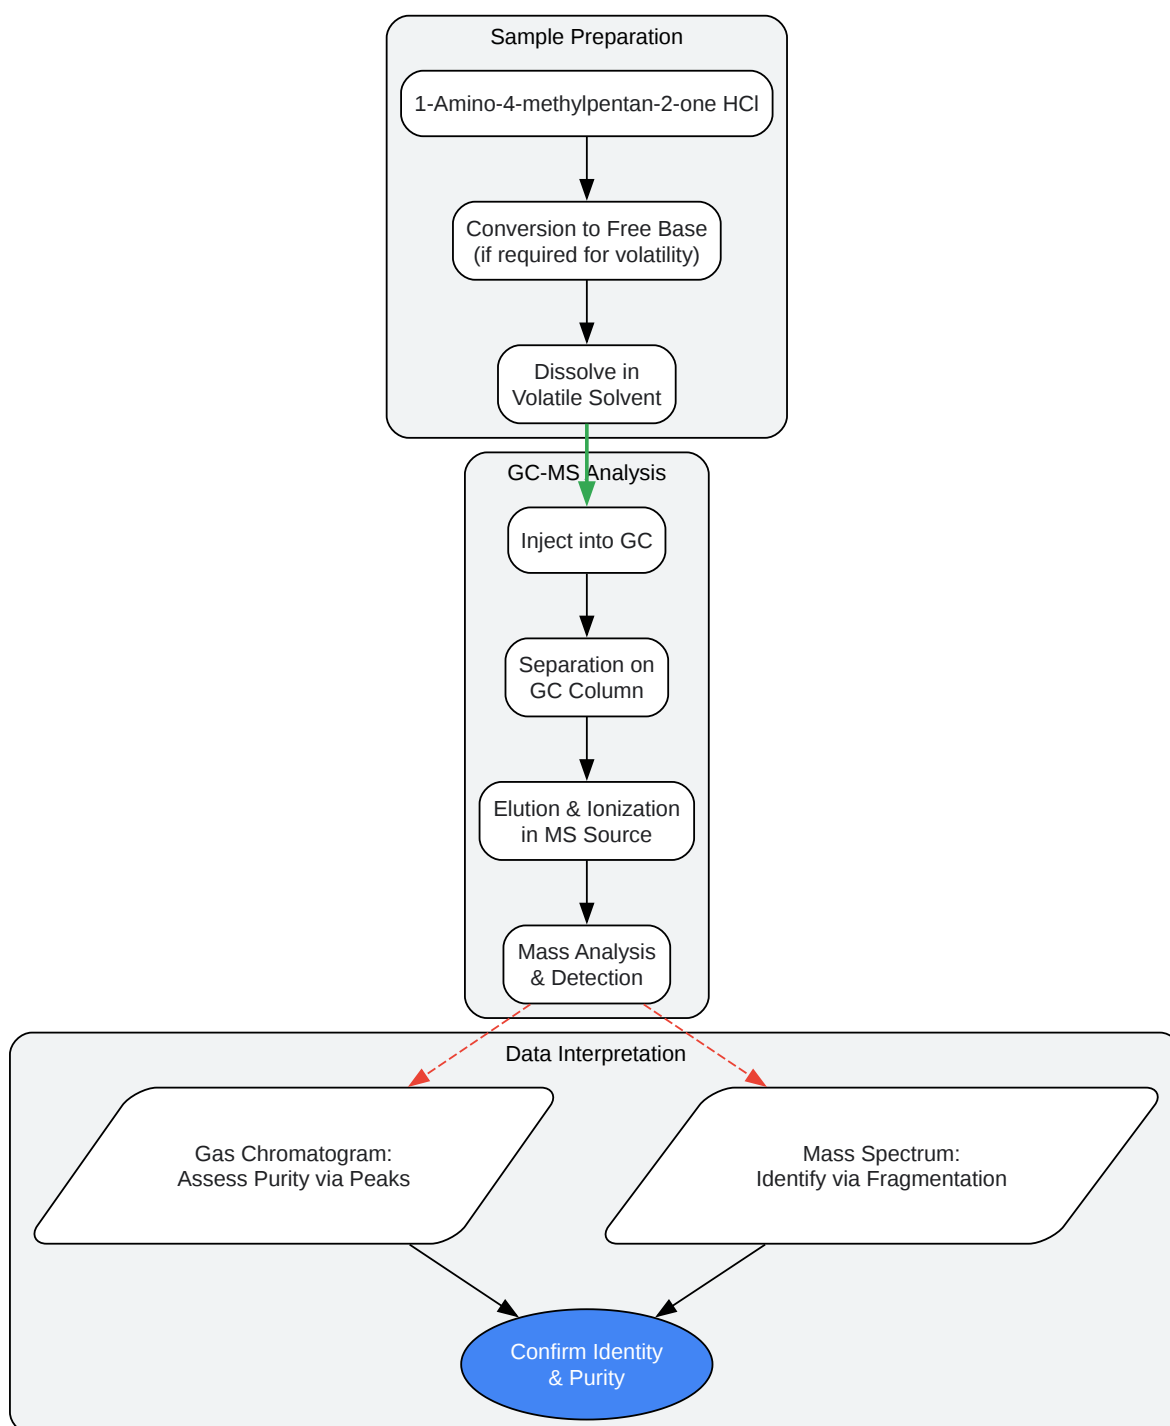 Sample Preparation
1-Amino-4-methylpentan-2-one HCl
Conversion to Free Base
(if required for volatility)
Dissolve in
Volatile Solvent
GC-MS Analysis
Inject into GC
Separation on
GC Column
Elution & Ionization
in MS Source
Mass Analysis
& Detection
Data Interpretation
Gas Chromatogram:
Assess Purity via Peaks
Mass Spectrum:
Identify via Fragmentation
Confirm Identity
& Purity